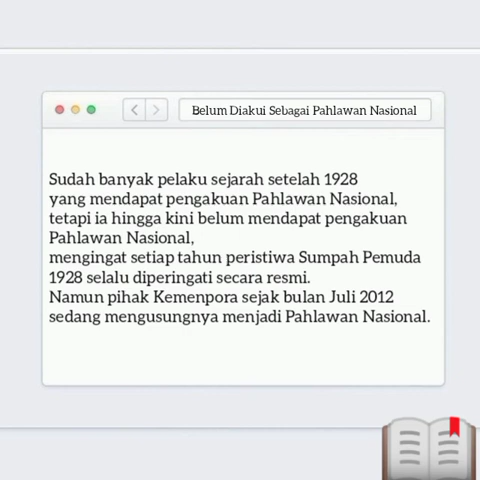 Belum Diakui Sebagai Pahlawan Nasional
Sudah banyak pelaku sejarah setelah 1928
yang mendapat pengakuan Pahlawan Nasional,
tetapi ia hingga kini belum mendapat pengakuan
Pahlawan Nasional,
mengingat setiap tahun peristiwa Sumpah Pemuda
1928 selalu diperingati secara resmi.
Namun pihak Kemenpora sejak bulan Juli 2012
sedang mengusungnya menjadi Pahlawan Nasional.